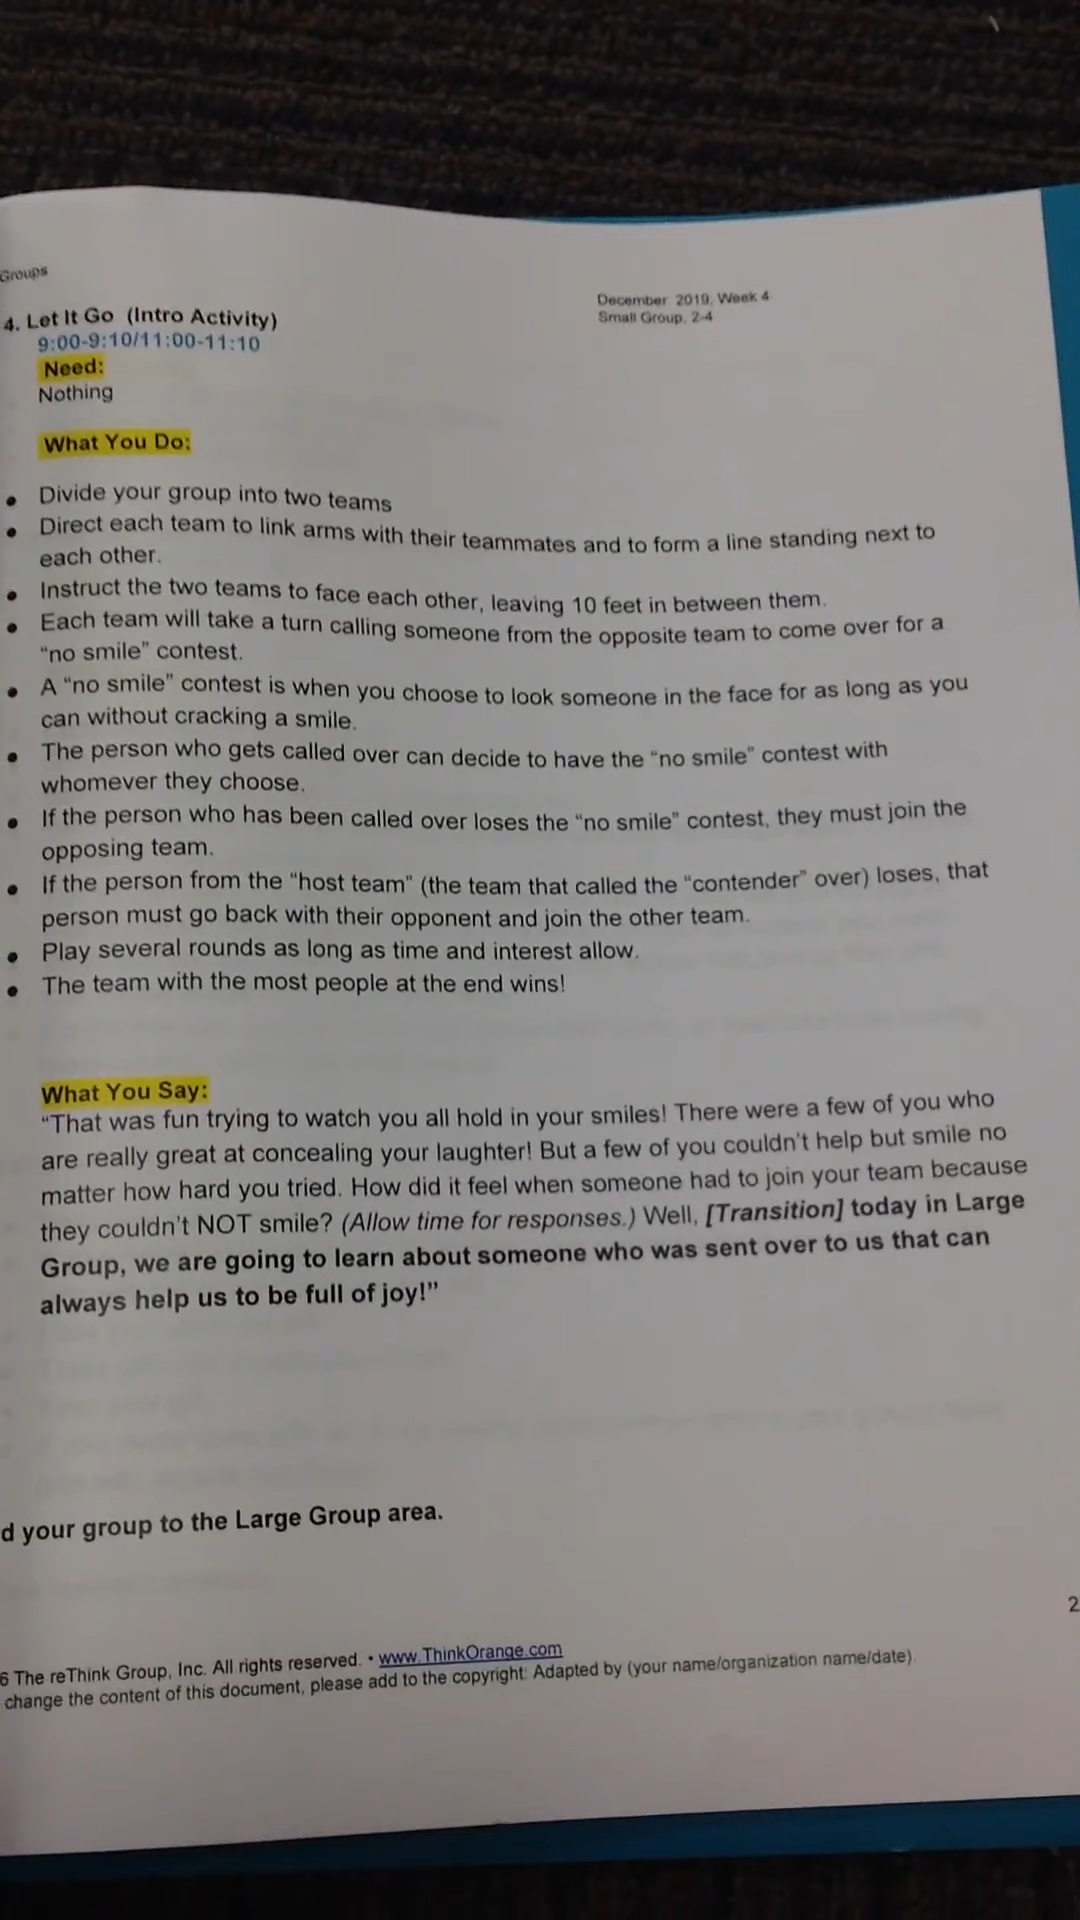 Groups
December 2019, Week 4
Small Group, 2-4
4. Let It Go (Intro Activity)
9:00-9:10/11:00-11:10
Need:
Nothing
What You Do:
• Divide your group into two teams
• Direct each team to link arms with their teammates and to form a line standing next to
each other.
• Instruct the two teams to face each other, leaving 10 feet in between them.
• Each team will take a turn calling someone from the opposite team to come over for a
“no smile” contest.
• A “no smile” contest is when you choose to look someone in the face for as long as you
can without cracking a smile.
• The person who gets called over can decide to have the “no smile” contest with
whomever they choose.
• If the person who has been called over loses the “no smile” contest, they must join the
opposing team.
• If the person from the “host team” (the team that called the “contender” over) loses, that
person must go back with their opponent and join the other team.
• Play several rounds as long as time and interest allow.
• The team with the most people at the end wins!
What You Say:
“That was fun trying to watch you all hold in your smiles! There were a few of you who
are really great at concealing your laughter! But a few of you couldn’t help but smile no
matter how hard you tried. How did it feel when someone had to join your team because
they couldn’t NOT smile? (Allow time for responses.) Well, [Transition] today in Large
Group, we are going to learn about someone who was sent over to us that can
always help us to be full of joy!”
d your group to the Large Group area.
2
6 The reThink Group, Inc. All rights reserved. • www.ThinkOrange.com
change the content of this document, please add to the copyright: Adapted by (your name/organization name/date).